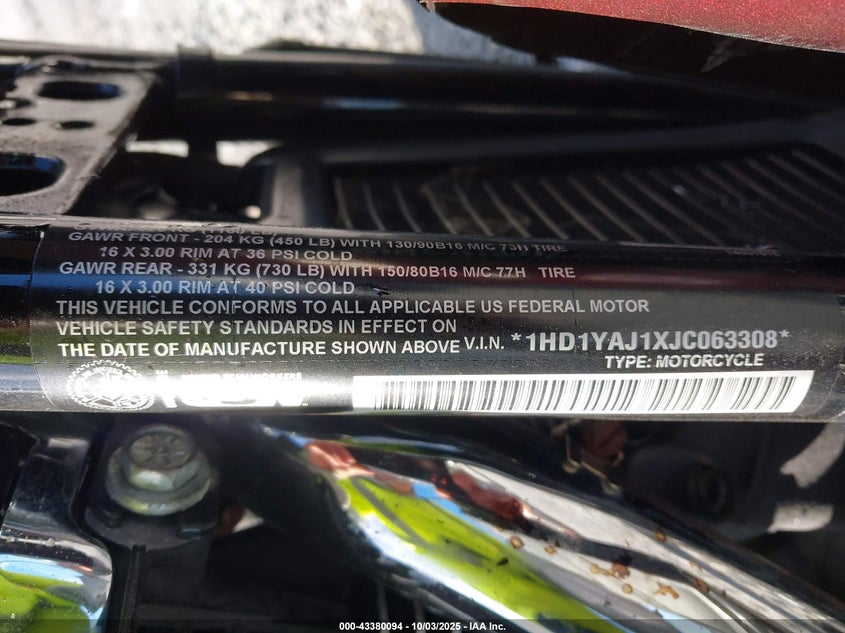 GAWR FRONT - 204 KG (450 LB) WITH 130/90B16 M/C 73H TIRE
16 X 3.00 RIM AT 36 PSI COLD.
GAWR REAR - 331 KG (730 LB) WITH 150/80B16 M/C 77H TIRE
16 X 3.00 RIM AT 40 PSI COLD
THIS VEHICLE CONFORMS TO ALL APPLICABLE US FEDERAL MOTOR
VEHICLE SAFETY STANDARDS IN EFFECT ON
THE DATE OF MANUFACTURE SHOWN ABOVE V.I.N. *1HD1YAJ1XJC063308*
TYPE: MOTORCYCLE
000-43380094 - 10/03/2025 - IAA Inc.